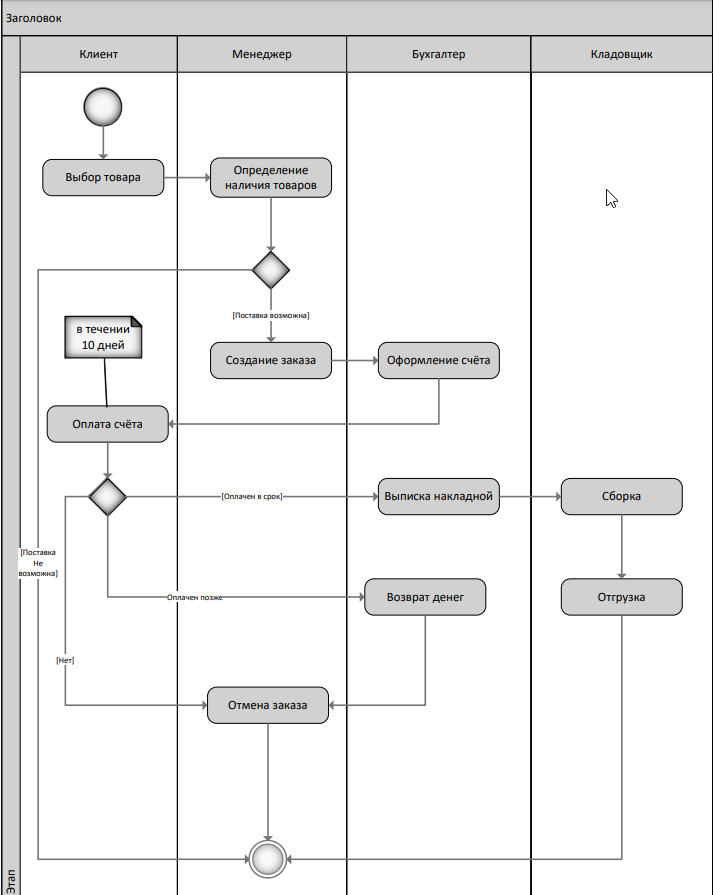 Заголовок
Клиент
Менеджер
Бухгалтер
Кладовщик
Выбор товара
Определение
наличия товаров
[Поставка возможна]
в течении
10 дней
Создание заказа
Оформление счёта
Оплата счёта
[Оплачен в срок]
Выписка накладной
Сборка
[Поставка
Не
возможна]
Оплачен позже
Возврат денег
Отгрузка
[Нет]
Отмена заказа
Этап